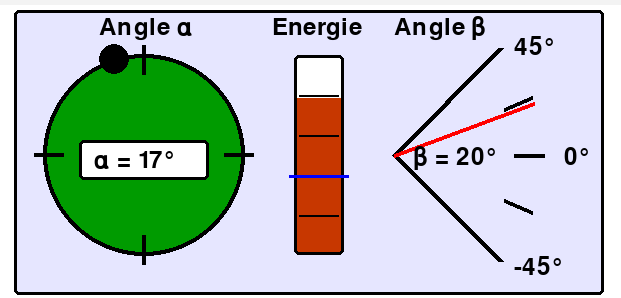 Angle α
Energie
Angle β
45°
α = 17°
β = 20°
0°
-45°